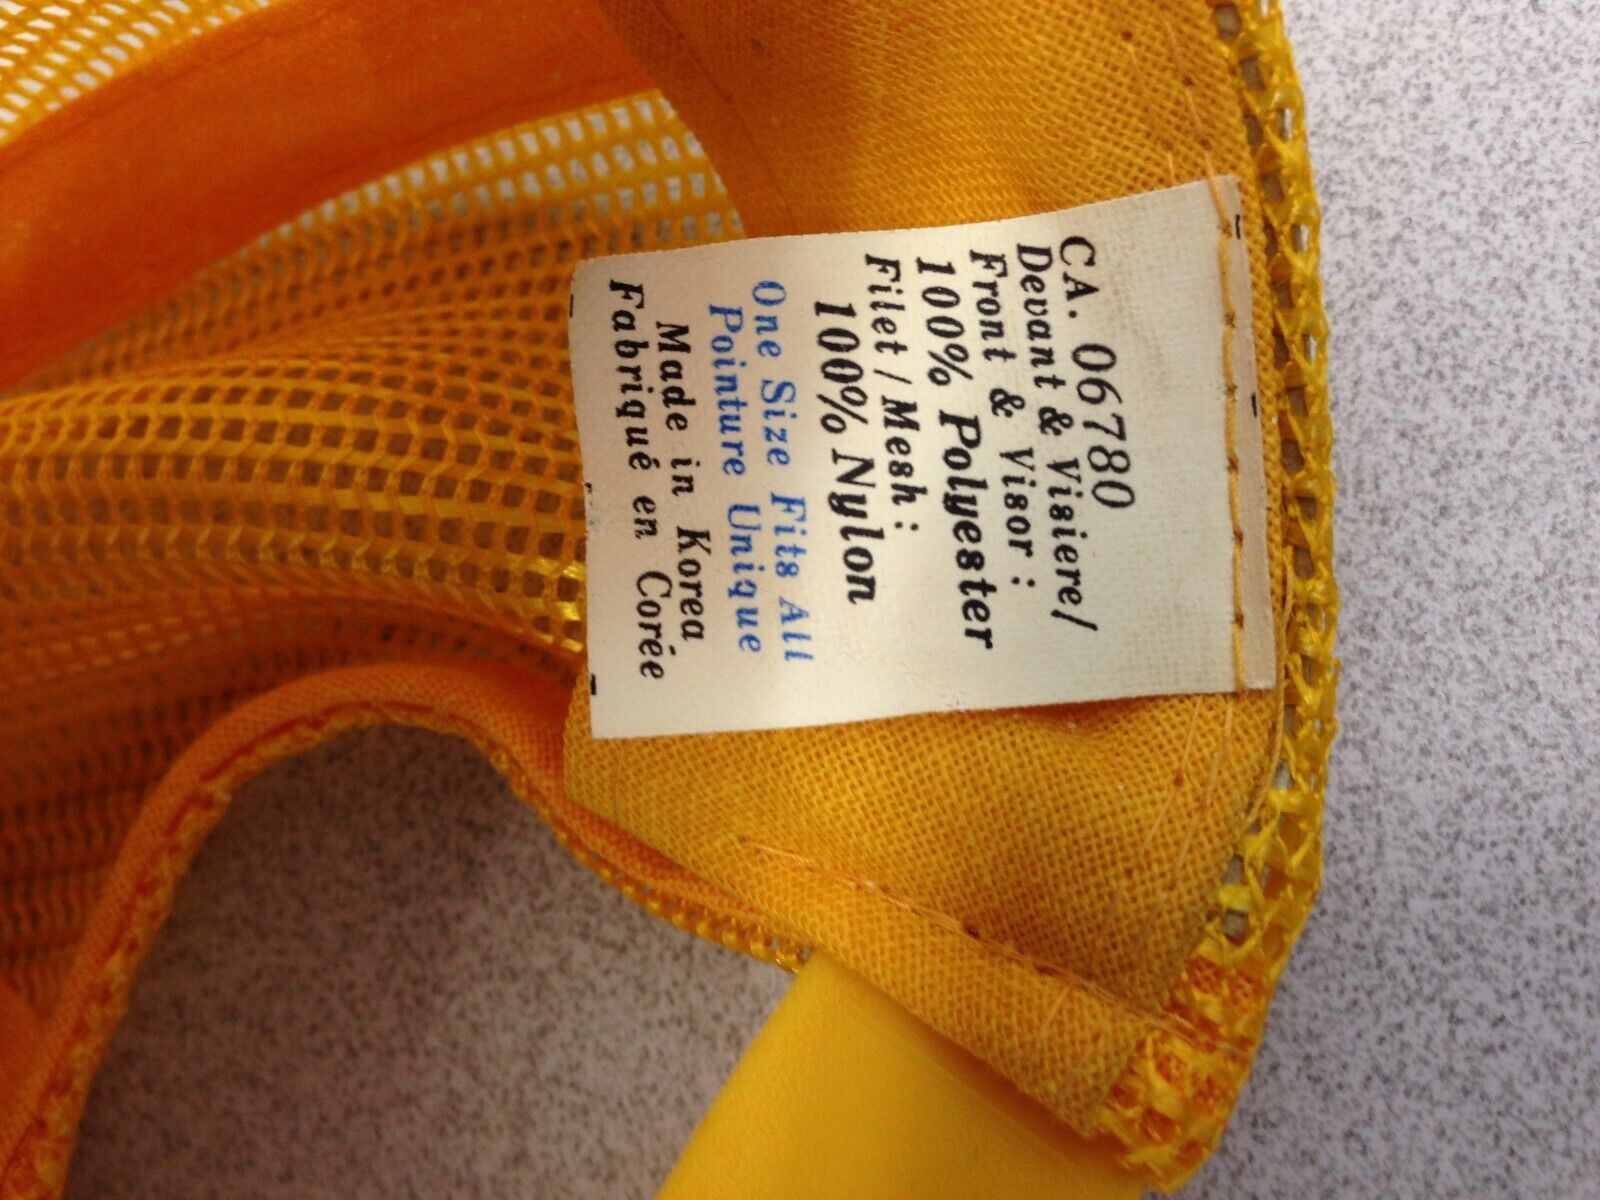 CA. 06780
Devant & Visiere/
Front & Visor :
100% Polyester
Filet / Mesh :
100% Nylon
One Size Fits All
Pointure Unique
Made in Korea
Fabriqué en Corée